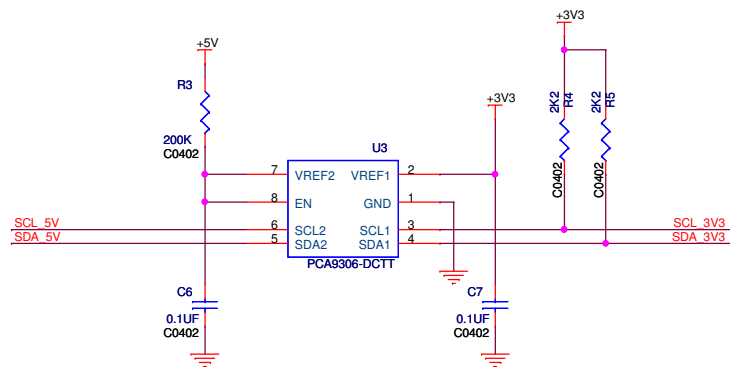 +3V3
+5V
R3
200K
C0402
+3V3
2K2
R4
C0402
2K2
R5
C0402
U3
7
VREF2
VREF1
2
8
EN
GND
1
SCL_5V
6
SCL2
SCL1
3
SCL_3V3
SDA_5V
5
SDA2
SDA1
4
SDA_3V3
PCA9306-DCTT
C6
0.1UF
C0402
C7
0.1UF
C0402